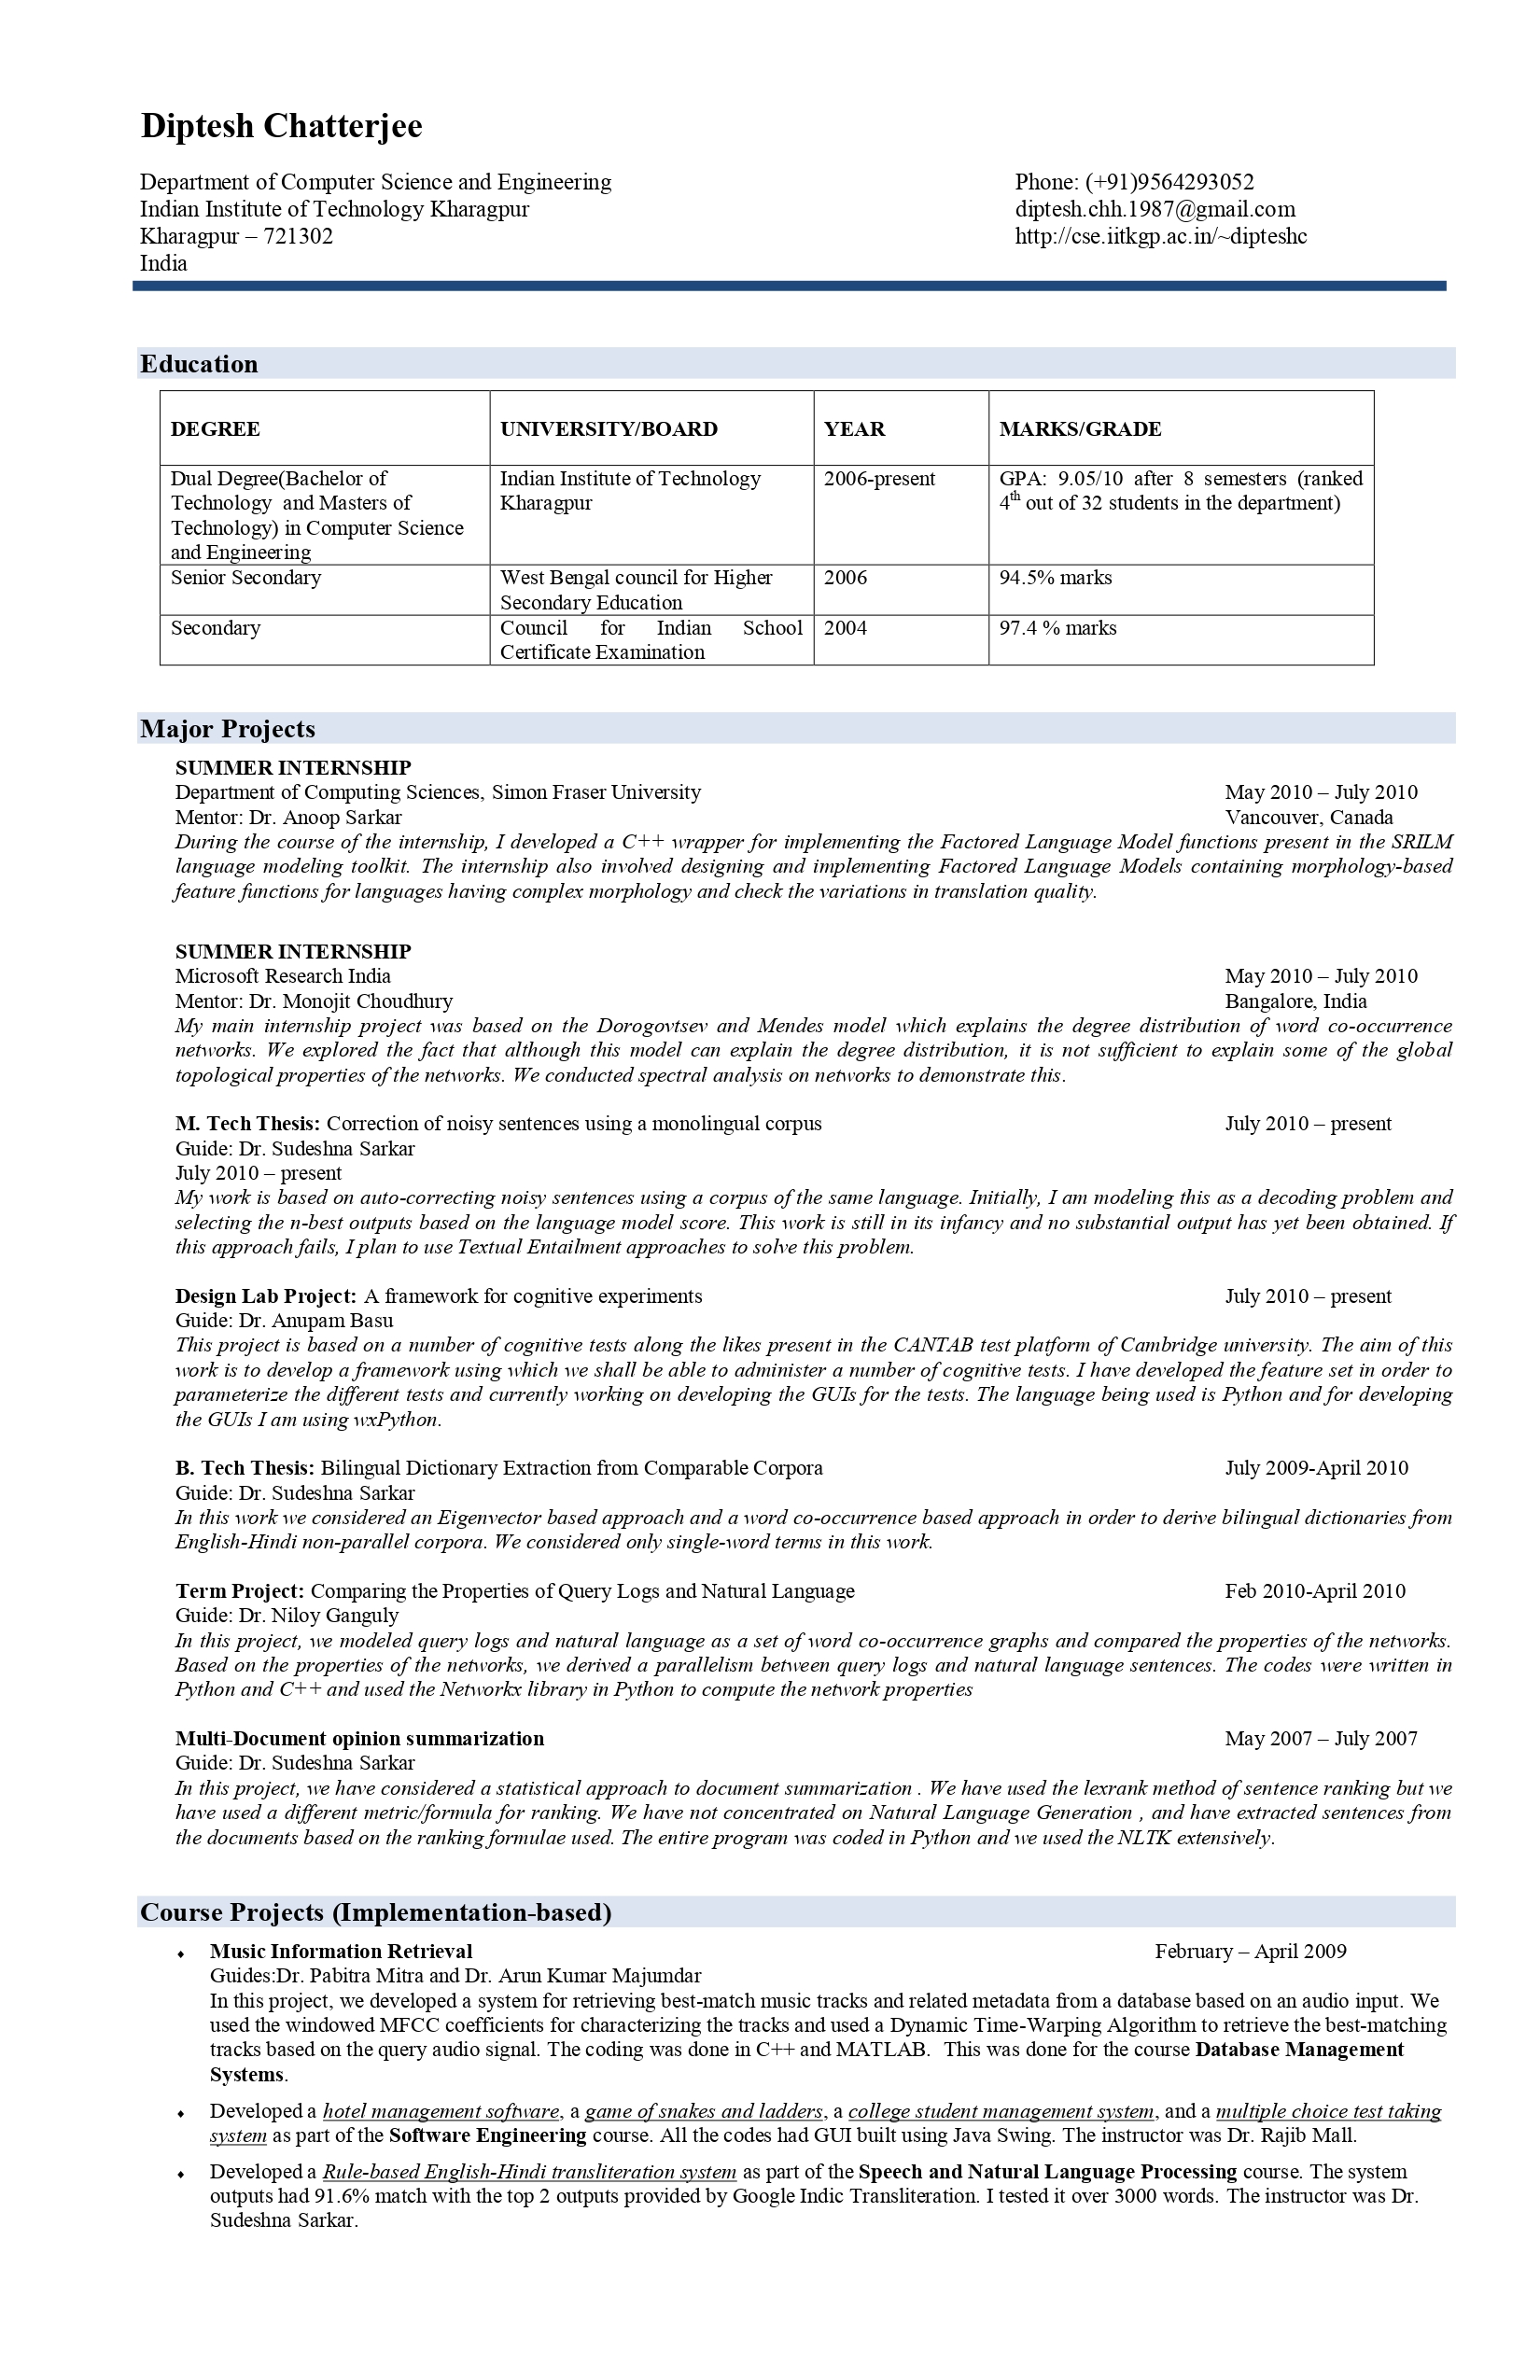 Diptesh Chatterjee
Department of Computer Science and Engineering
Phone: (+91)9564293052
Indian Institute of Technology Kharagpur
diptesh.chh.1987@gmail.com
Kharagpur – 721302
http://cse.iitkgp.ac.in/~dipteshc
India
Education
DEGREE
UNIVERSITY/BOARD
YEAR
MARKS/GRADE
Dual Degree(Bachelor of
Technology and Masters of
Technology) in Computer Science
and Engineering
Indian Institute of Technology
Kharagpur
2006-present
GPA: 9.05/10 after 8 semesters (ranked
4th out of 32 students in the department)
Senior Secondary
West Bengal council for Higher
Secondary Education
2006
94.5% marks
Secondary
Council for Indian School
Certificate Examination
2004
97.4 % marks
Major Projects
SUMMER INTERNSHIP
Department of Computing Sciences, Simon Fraser University
May 2010 – July 2010
Mentor: Dr. Anoop Sarkar
Vancouver, Canada
During the course of the internship, I developed a C++ wrapper for implementing the Factored Language Model functions present in the SRILM
language modeling toolkit. The internship also involved designing and implementing Factored Language Models containing morphology-based
feature functions for languages having complex morphology and check the variations in translation quality.
SUMMER INTERNSHIP
Microsoft Research India
May 2010 – July 2010
Mentor: Dr. Monojit Choudhury
Bangalore, India
My main internship project was based on the Dorogovtsev and Mendes model which explains the degree distribution of word co-occurrence
networks. We explored the fact that although this model can explain the degree distribution, it is not sufficient to explain some of the global
topological properties of the networks. We conducted spectral analysis on networks to demonstrate this.
M. Tech Thesis: Correction of noisy sentences using a monolingual corpus
July 2010 – present
Guide: Dr. Sudeshna Sarkar
July 2010 – present
My work is based on auto-correcting noisy sentences using a corpus of the same language. Initially, I am modeling this as a decoding problem and
selecting the n-best outputs based on the language model score. This work is still in its infancy and no substantial output has yet been obtained. If
this approach fails, I plan to use Textual Entailment approaches to solve this problem.
Design Lab Project: A framework for cognitive experiments
July 2010 – present
Guide: Dr. Anupam Basu
This project is based on a number of cognitive tests along the likes present in the CANTAB test platform of Cambridge university. The aim of this
work is to develop a framework using which we shall be able to administer a number of cognitive tests. I have developed the feature set in order to
parameterize the different tests and currently working on developing the GUIs for the tests. The language being used is Python and for developing
the GUIs I am using wxPython.
B. Tech Thesis: Bilingual Dictionary Extraction from Comparable Corpora
July 2009-April 2010
Guide: Dr. Sudeshna Sarkar
In this work we considered an Eigenvector based approach and a word co-occurrence based approach in order to derive bilingual dictionaries from
English-Hindi non-parallel corpora. We considered only single-word terms in this work.
Term Project: Comparing the Properties of Query Logs and Natural Language
Feb 2010-April 2010
Guide: Dr. Niloy Ganguly
In this project, we modeled query logs and natural language as a set of word co-occurrence graphs and compared the properties of the networks.
Based on the properties of the networks, we derived a parallelism between query logs and natural language sentences. The codes were written in
Python and C++ and used the Networkx library in Python to compute the network properties
Multi-Document opinion summarization
May 2007 – July 2007
Guide: Dr. Sudeshna Sarkar
In this project, we have considered a statistical approach to document summarization . We have used the lexrank method of sentence ranking but we
have used a different metric/formula for ranking. We have not concentrated on Natural Language Generation , and have extracted sentences from
the documents based on the ranking formulae used. The entire program was coded in Python and we used the NLTK extensively.
Course Projects (Implementation-based)
⬧ Music Information Retrieval
February – April 2009
Guides:Dr. Pabitra Mitra and Dr. Arun Kumar Majumdar
In this project, we developed a system for retrieving best-match music tracks and related metadata from a database based on an audio input. We
used the windowed MFCC coefficients for characterizing the tracks and used a Dynamic Time-Warping Algorithm to retrieve the best-matching
tracks based on the query audio signal. The coding was done in C++ and MATLAB. This was done for the course Database Management
Systems.
⬧ Developed a hotel management software, a game of snakes and ladders, a college student management system, and a multiple choice test taking
system as part of the Software Engineering course. All the codes had GUI built using Java Swing. The instructor was Dr. Rajib Mall.
⬧ Developed a Rule-based English-Hindi transliteration system as part of the Speech and Natural Language Processing course. The system
outputs had 91.6% match with the top 2 outputs provided by Google Indic Transliteration. I tested it over 3000 words. The instructor was Dr.
Sudeshna Sarkar.